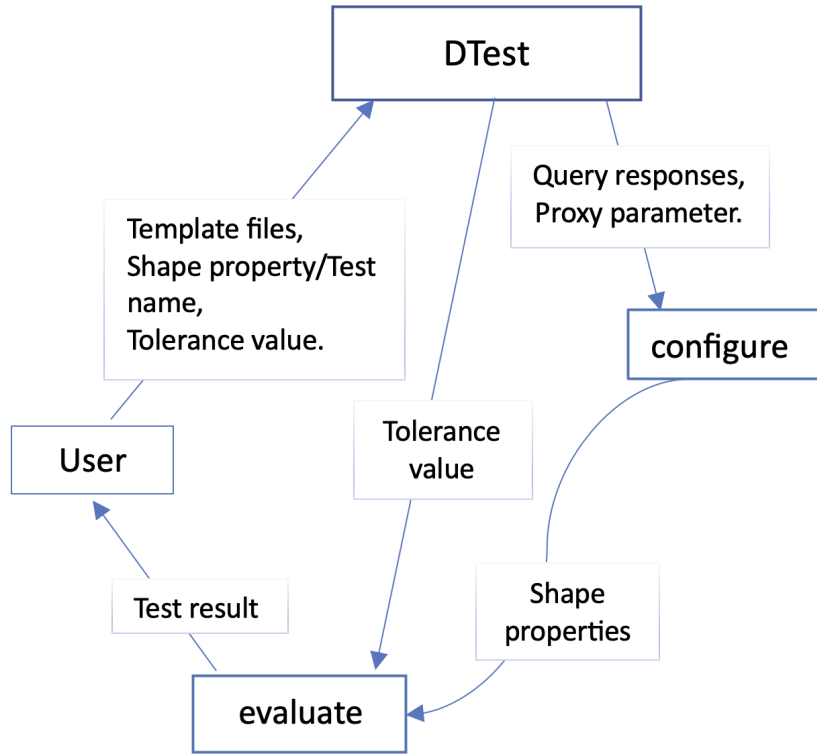 DTest
Query responses,
Proxy parameter.
Template files,
Shape property/Test
name,
Tolerance value.
configure
User
Tolerance
value
Test result
Shape
properties
evaluate